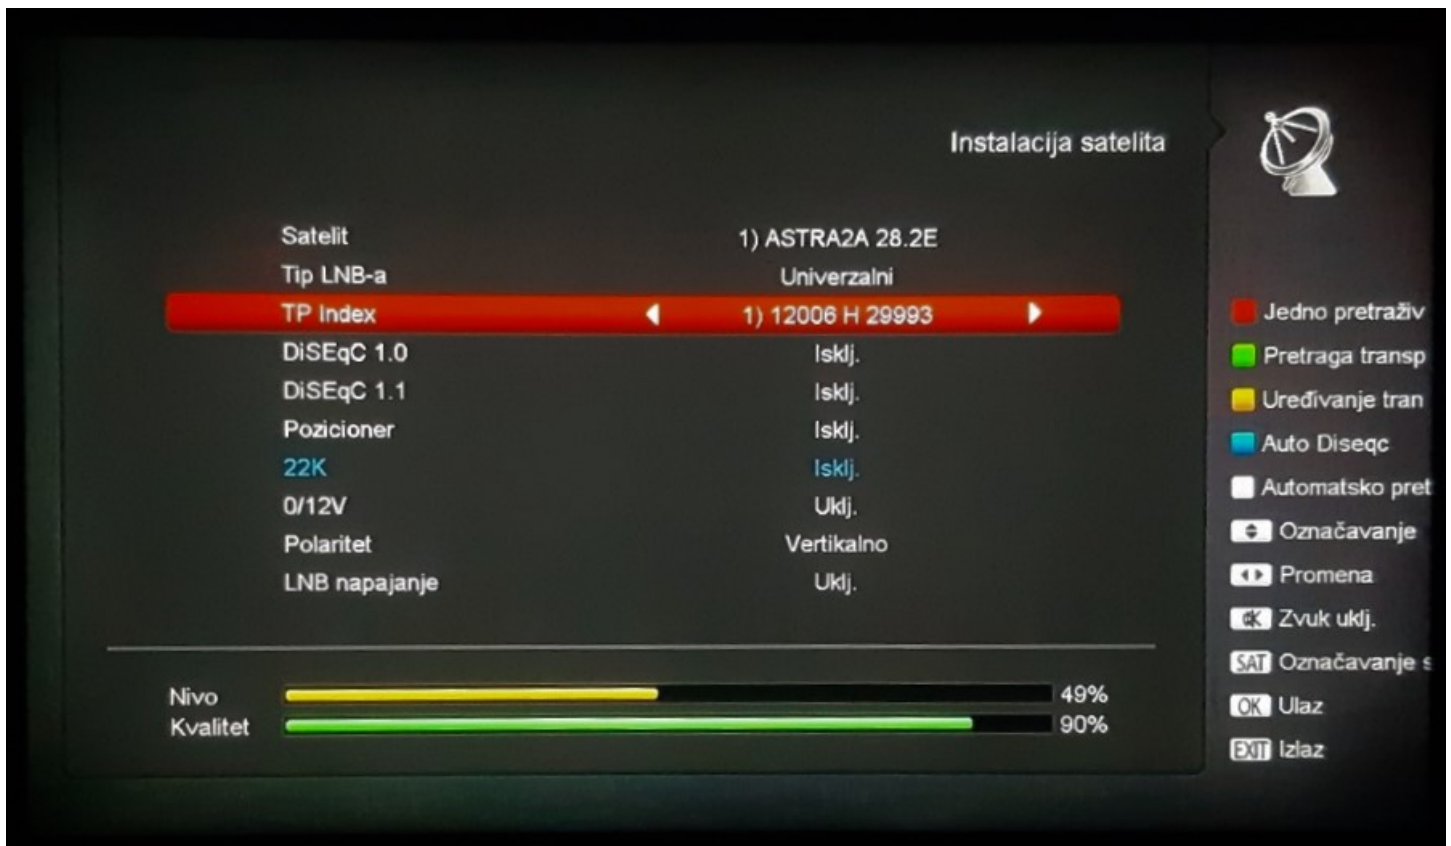 Instalacija satelita
Satelit 1) ASTRA2A 28.2E
Tip LNB-a Univerzalni
TP Index 1) 12006 H 29993
DiSEqC 1.0 Isklj.
DiSEqC 1.1 Isklj.
Pozicioner Isklj.
22K Isklj.
0/12V Uklj.
Polaritet Vertikalno
LNB napajanje Uklj.
Nivo 49%
Kvalitet 90%
Jedno pretraživ
Pretraga transp
Uređivanje tran
Auto Diseqc
Automatsko pret
Označavanje
Promena
Zvuk uklj.
SAT Označavanje s
OK Ulaz
EXIT Izlaz